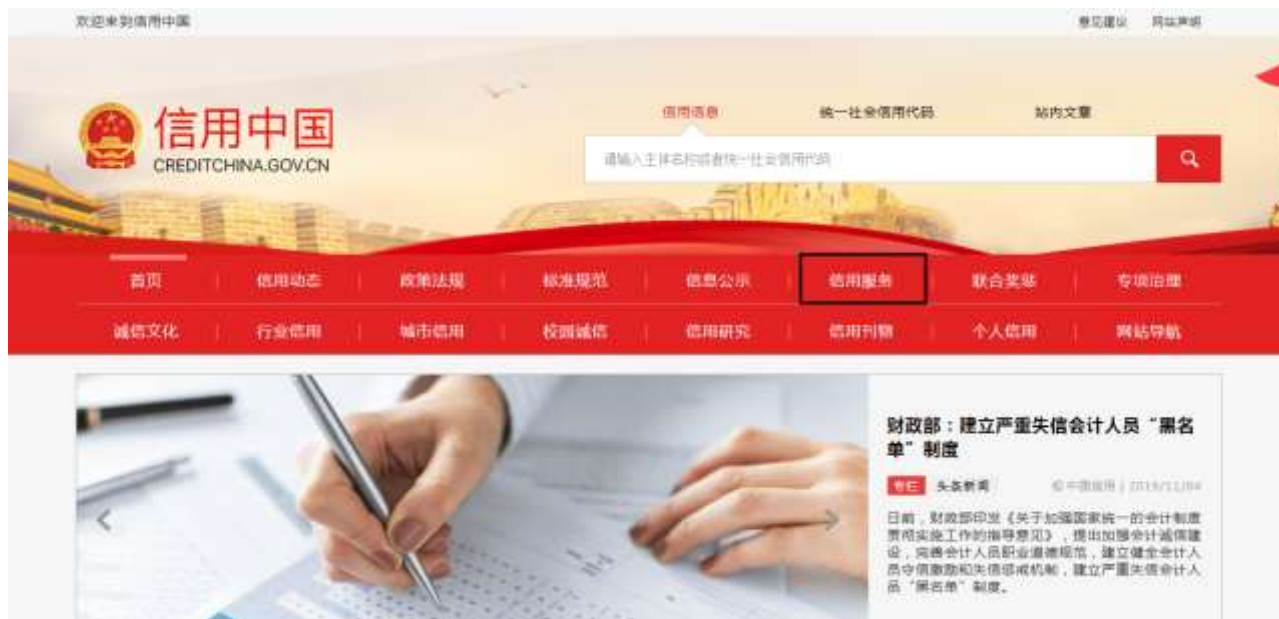 欢迎来到信用中国
意见建议 网站声明
信用中国
CREDITCHINA.GOV.CN
信用信息 统一社会信用代码 站内文章
请输入主体名称或者统一社会信用代码
首页 信用动态 政策法规 标准规范 信息公示 信用服务 联合奖惩 专项治理
诚信文化 行业信用 城市信用 校园诚信 信用研究 信用刊物 个人信用 网站导航
财政部：建立严重失信会计人员“黑名
单”制度
专栏 头条新闻 中国信用 | 2019/11/04
日前，财政部印发《关于加强国家统一的会计制度
贯彻实施工作的指导意见》，提出加强会计诚信建
设，完善会计人员职业道德规范，建立健全会计人
员守信激励和失信惩戒机制，建立严重失信会计人
员“黑名单”制度。